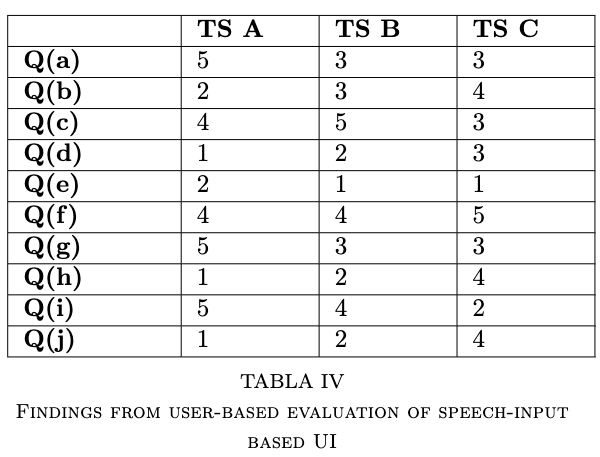 TS A TS B TS C
Q(a) 5 3 3
Q(b) 2 3 4
Q(c) 4 5 3
Q(d) 1 2 3
Q(e) 2 1 1
Q(f) 4 4 5
Q(g) 5 3 3
Q(h) 1 2 4
Q(i) 5 4 2
Q(j) 1 2 4
TABLA IV
Findings from user-based evaluation of speech-input
based UI